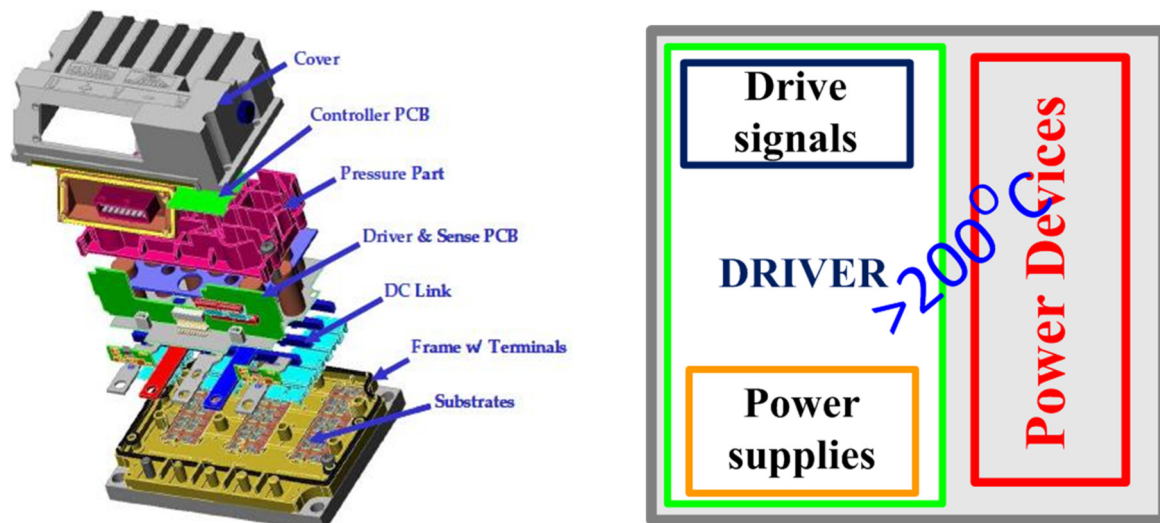 Cover
Controller PCB
Pressure Part
Driver & Sense PCB
DC Link
Frame w/ Terminals
Substrates
Drive
signals
DRIVER
>200°C
Power
supplies
Power Devices